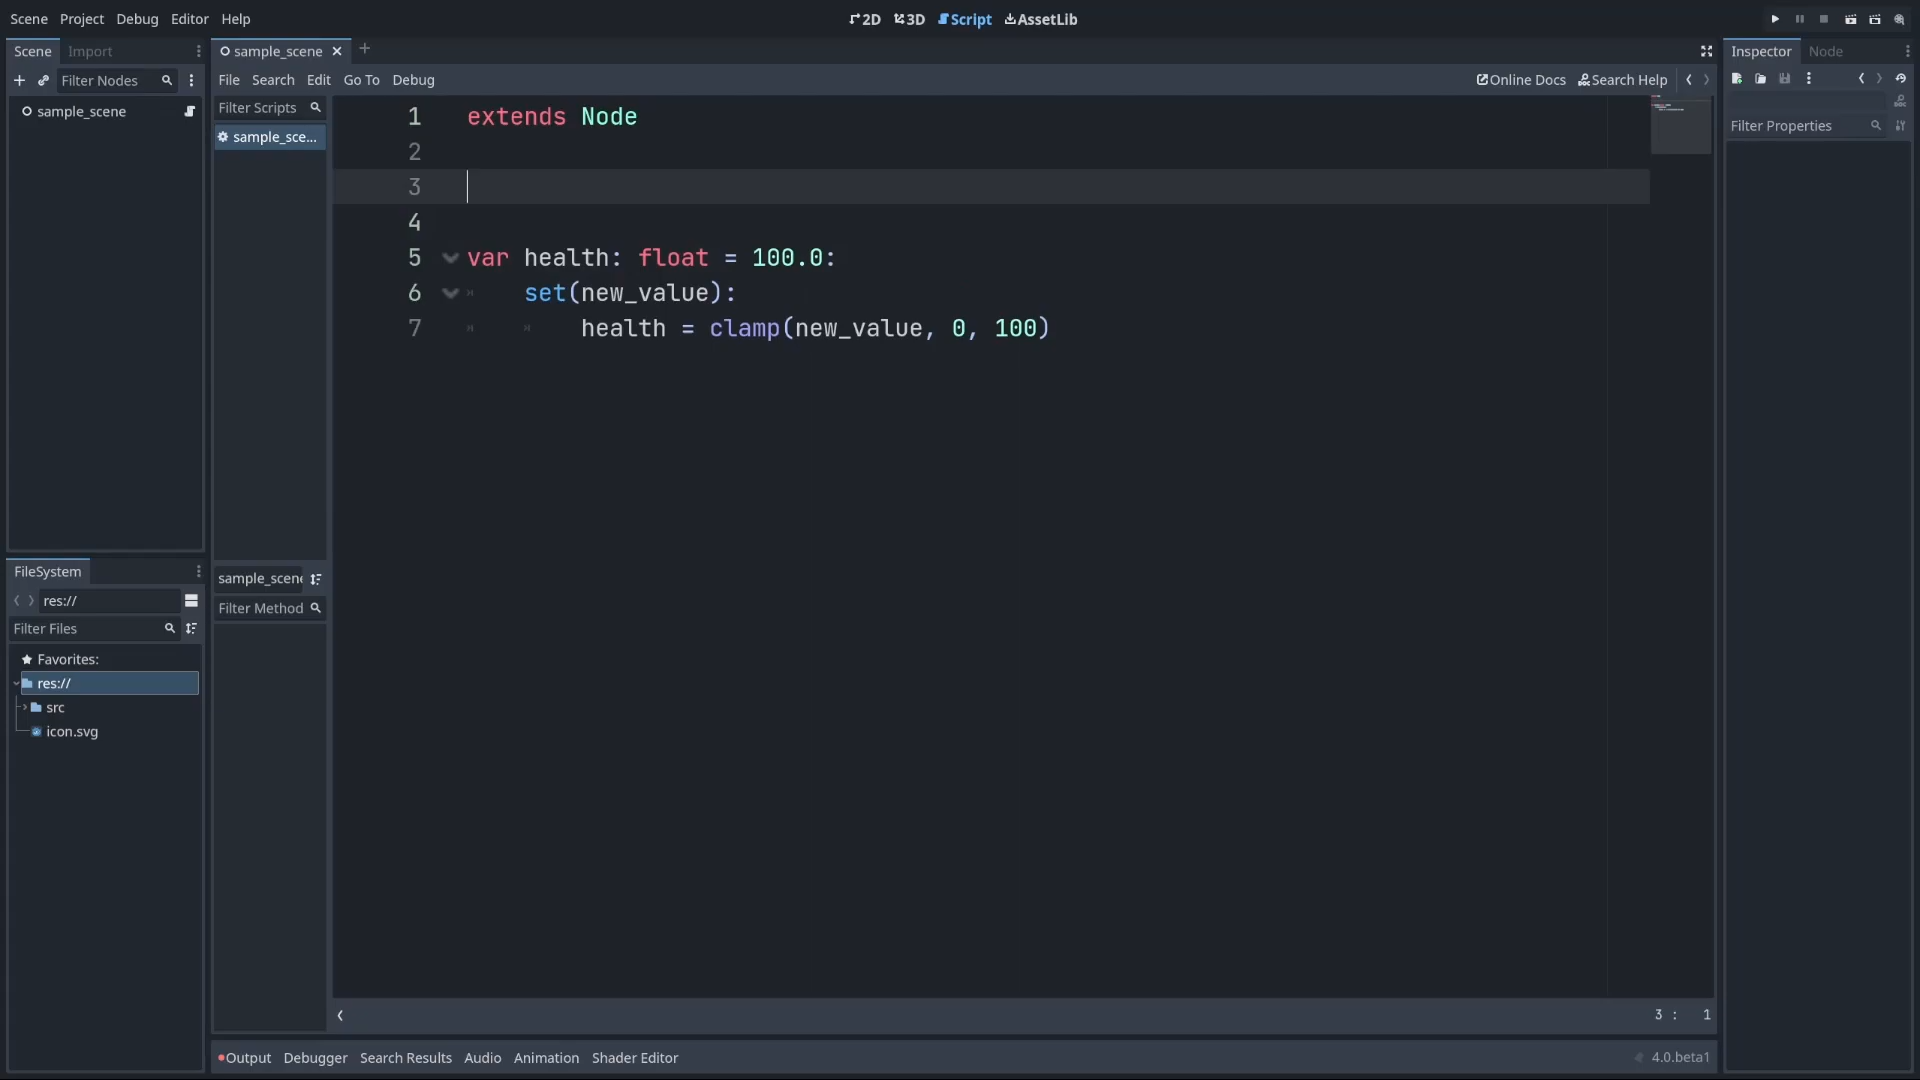 Scene Project Debug Editor Help
2D 3D Script AssetLib
Scene Import
Filter Nodes
sample_scene
FileSystem
res://
Filter Files
Favorites:
res://
src
icon.svg
sample_scene
File Search Edit Go To Debug
Online Docs Search Help
Filter Scripts
sample_sce...
sample_scene
Filter Method
1 extends Node
2
3
4
5 var health: float = 100.0:
6 set(new_value):
7 health = clamp(new_value, 0, 100)
3 : 1
Output Debugger Search Results Audio Animation Shader Editor
4.0.beta1
Inspector Node
Filter Properties